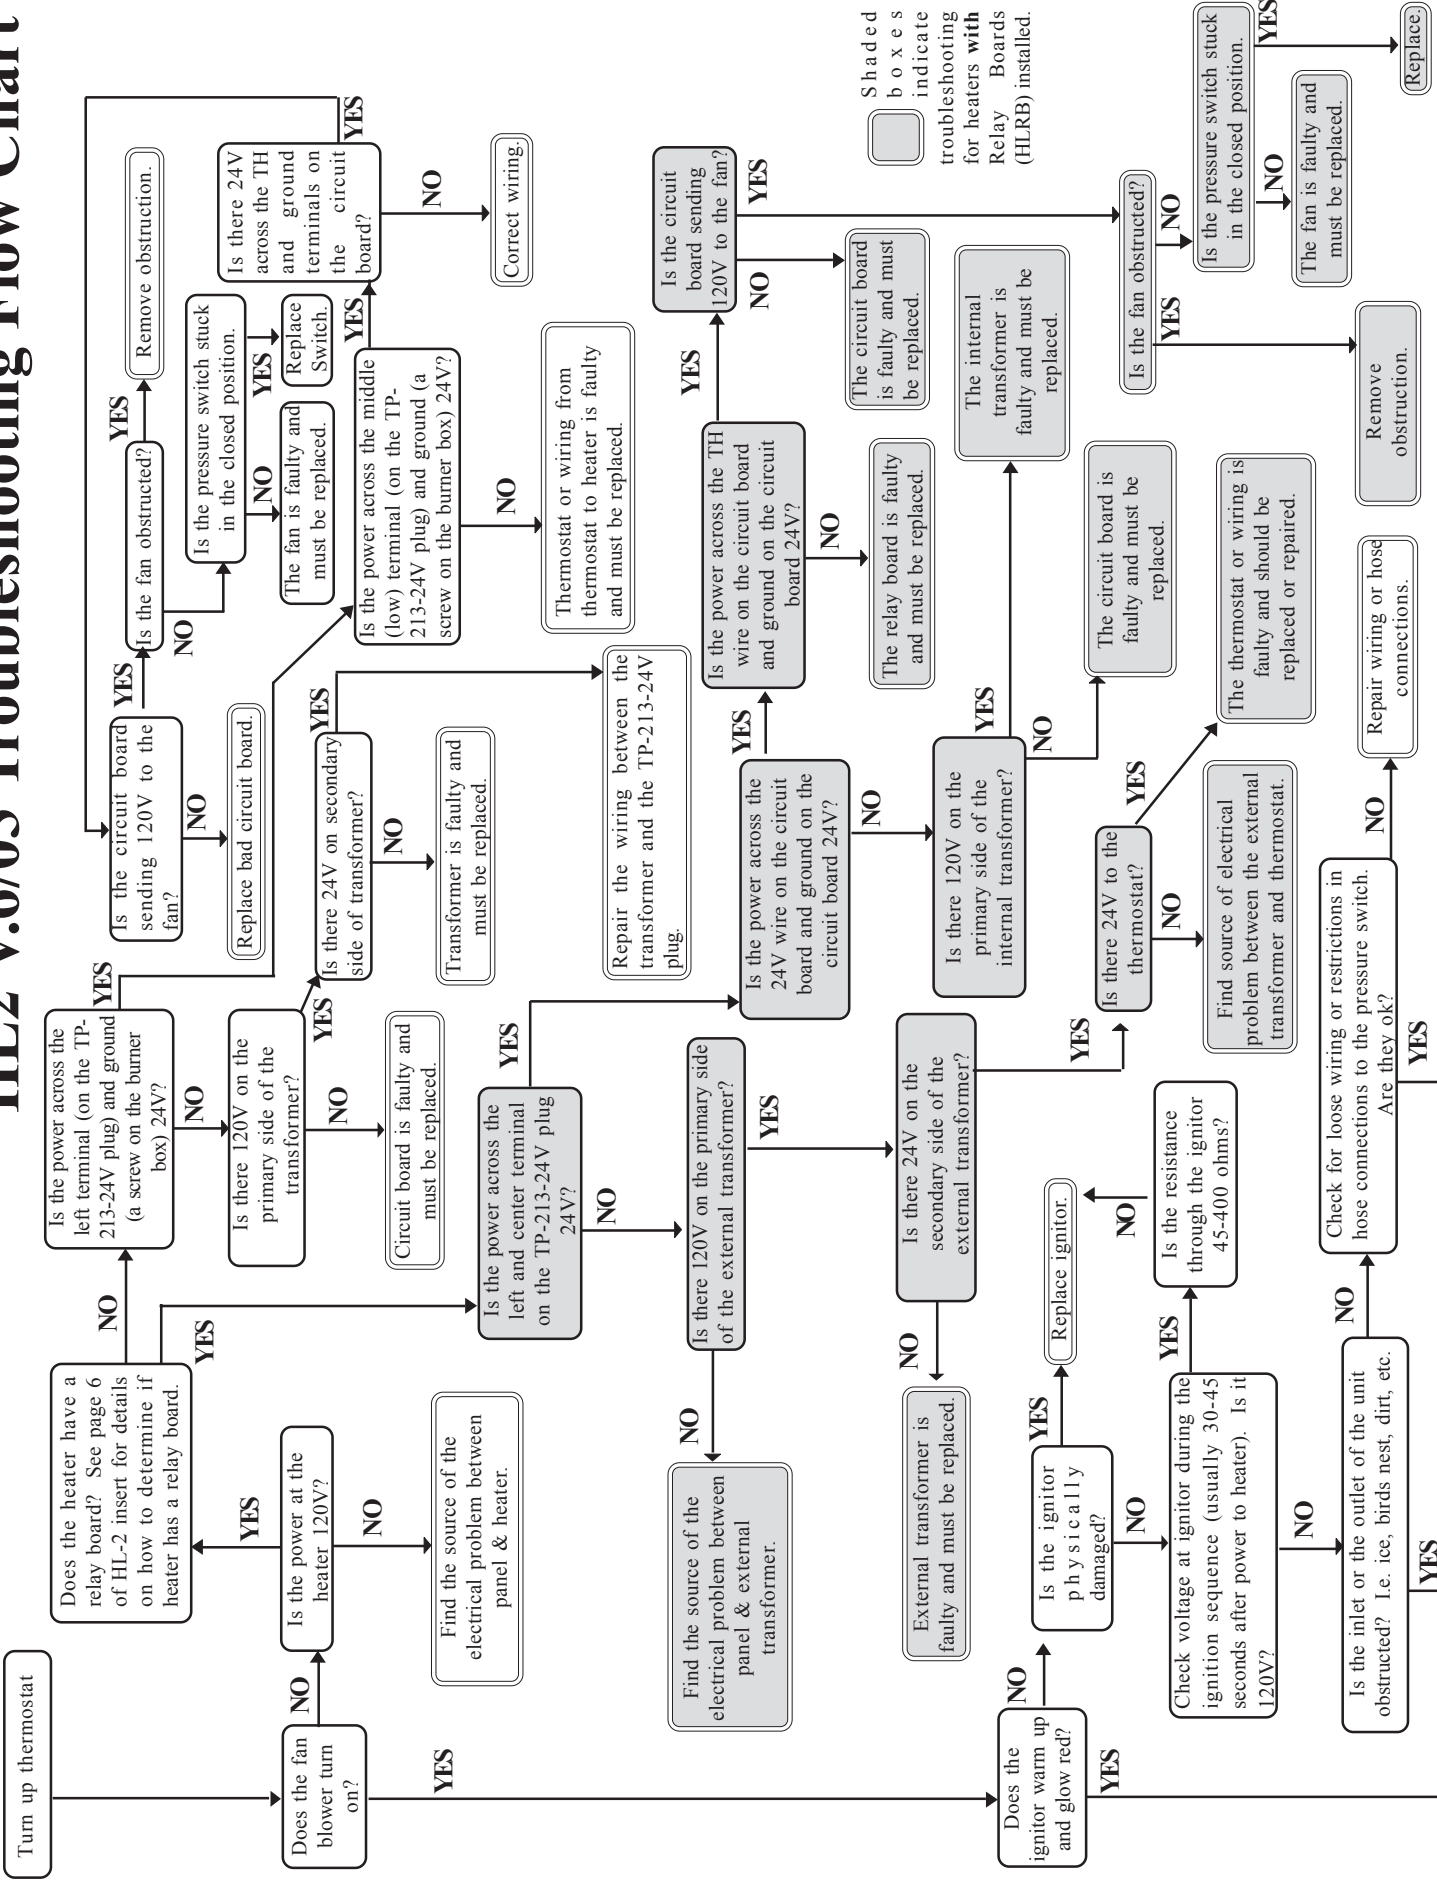 HL2 v.6/03 Troubleshooting Flow Chart
Turn up thermostat
Does the fan
blower turn
on?
NO
YES
Is the power at the
heater 120V?
YES
NO
Find the source of the
electrical problem between
panel & heater.
Does the heater have a
relay board? See page 6
of HL-2 insert for details
on how to determine if
heater has a relay board.
NO
YES
Is the power across the
left terminal (on the TP-
213-24V plug) and ground
(a screw on the burner
box) 24V?
YES
NO
Is there 120V on the
primary side of the
transformer?
YES
NO
Circuit board is faulty and
must be replaced.
Is there 24V on secondary
side of transformer?
YES
NO
Transformer is faulty and
must be replaced.
Repair the wiring between the
transformer and the TP-213-24V
plug.
Is the power across the middle
(low) terminal (on the TP-
213-24V plug) and ground (a
screw on the burner box) 24V?
YES
NO
Thermostat or wiring from
thermostat to heater is faulty
and must be replaced.
Is there 24V
across the TH
and ground
terminals on
the circuit
board?
YES
NO
Correct wiring.
Is the circuit board
sending 120V to the
fan?
YES
NO
Replace bad circuit board.
Is the fan obstructed?
YES
NO
Remove obstruction.
Is the pressure switch stuck
in the closed position.
YES
NO
Replace
Switch.
The fan is faulty and
must be replaced.
Is the power across the
left and center terminal
on the TP-213-24V plug
24V?
YES
NO
Is there 120V on the primary side
of the external transformer?
NO
YES
Find the source of the
electrical problem between
panel & external
transformer.
Is there 24V on the
secondary side of the
external transformer?
NO
YES
External transformer is
faulty and must be replaced.
Is there 24V to the
thermostat?
YES
NO
Find source of electrical
problem between the external
transformer and thermostat.
The thermostat or wiring is
faulty and should be
replaced or repaired.
Is the power across the
24V wire on the circuit
board and ground on the
circuit board 24V?
YES
NO
Is there 120V on the
primary side of the
internal transformer?
YES
NO
The internal
transformer is
faulty and must be
replaced.
The circuit board is
faulty and must be
replaced.
Is the power across the TH
wire on the circuit board
and ground on the circuit
board 24V?
YES
NO
The relay board is faulty
and must be replaced.
Is the circuit
board sending
120V to the fan?
YES
NO
The circuit board
is faulty and must
be replaced.
Is the fan obstructed?
YES
NO
Remove
obstruction.
Is the pressure switch stuck
in the closed position.
YES
NO
Replace.
The fan is faulty and
must be replaced.
Shaded
boxes
indicate
troubleshooting
for heaters with
Relay Boards
(HLRB) installed.
Does the
ignitor warm up
and glow red?
NO
YES
Is the ignitor
physically
damaged?
YES
NO
Replace ignitor.
Check voltage at ignitor during the
ignition sequence (usually 30-45
seconds after power to heater). Is it
120V?
YES
NO
Is the resistance
through the ignitor
45-400 ohms?
NO
Is the inlet or the outlet of the unit
obstructed? I.e. ice, birds nest, dirt, etc.
NO
YES
Check for loose wiring or restrictions in
hose connections to the pressure switch.
Are they ok?
NO
YES
Repair wiring or hose
connections.